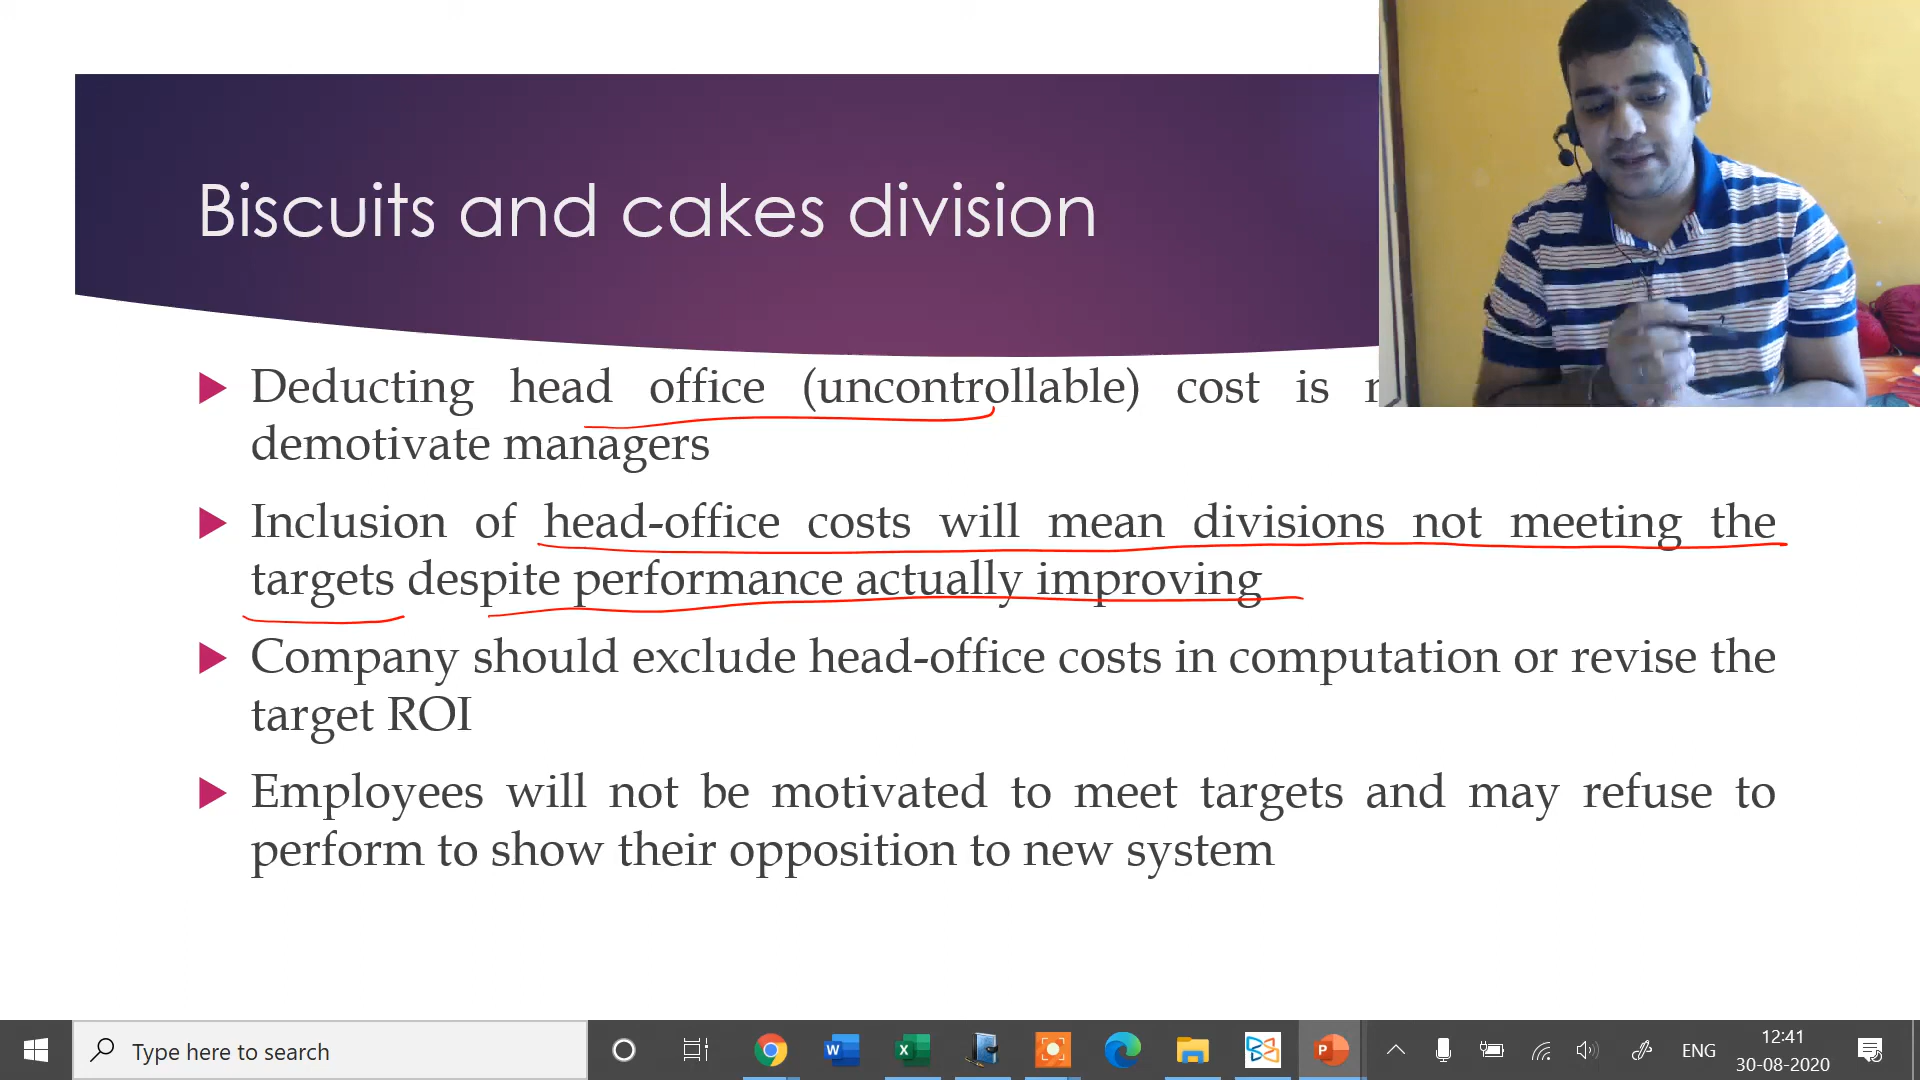 Biscuits and cakes division
Deducting head office (uncontrollable) cost is
demotivate managers
Inclusion of head-office costs will mean divisions not meeting the
targets despite performance actually improving
Company should exclude head-office costs in computation or revise the
target ROI
Employees will not be motivated to meet targets and may refuse to
perform to show their opposition to new system
Type here to search
W
X
P
ENG
12:41
30-08-2020